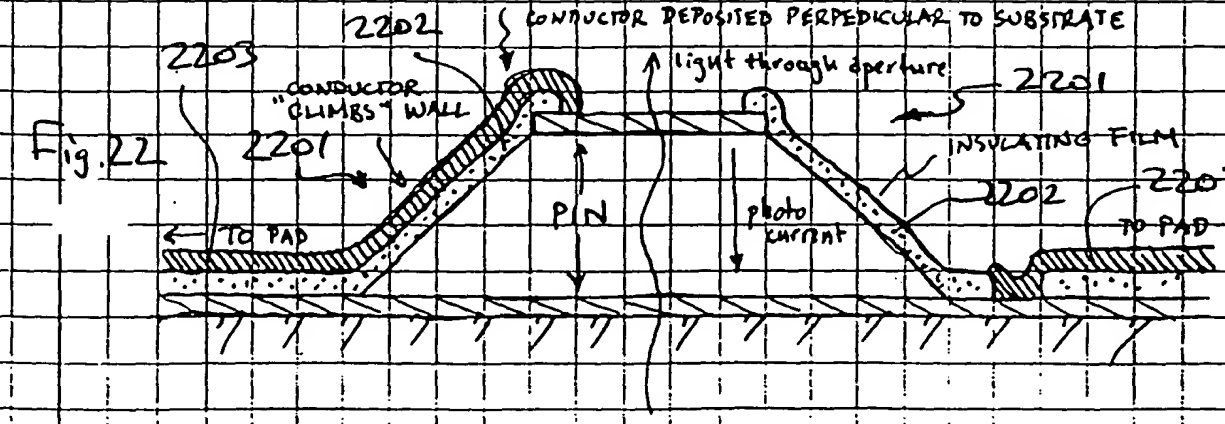 CONDUCTOR DEPOSITED PERPEDICULAR TO SUBSTRATE
2202
2203
light through aperture
2201
CONDUCTOR
"CLIMBS" WALL
Fig. 22
2201
INSULATING FILM
2202
220
PIN
photo
current
← TO PAD
TO PAD